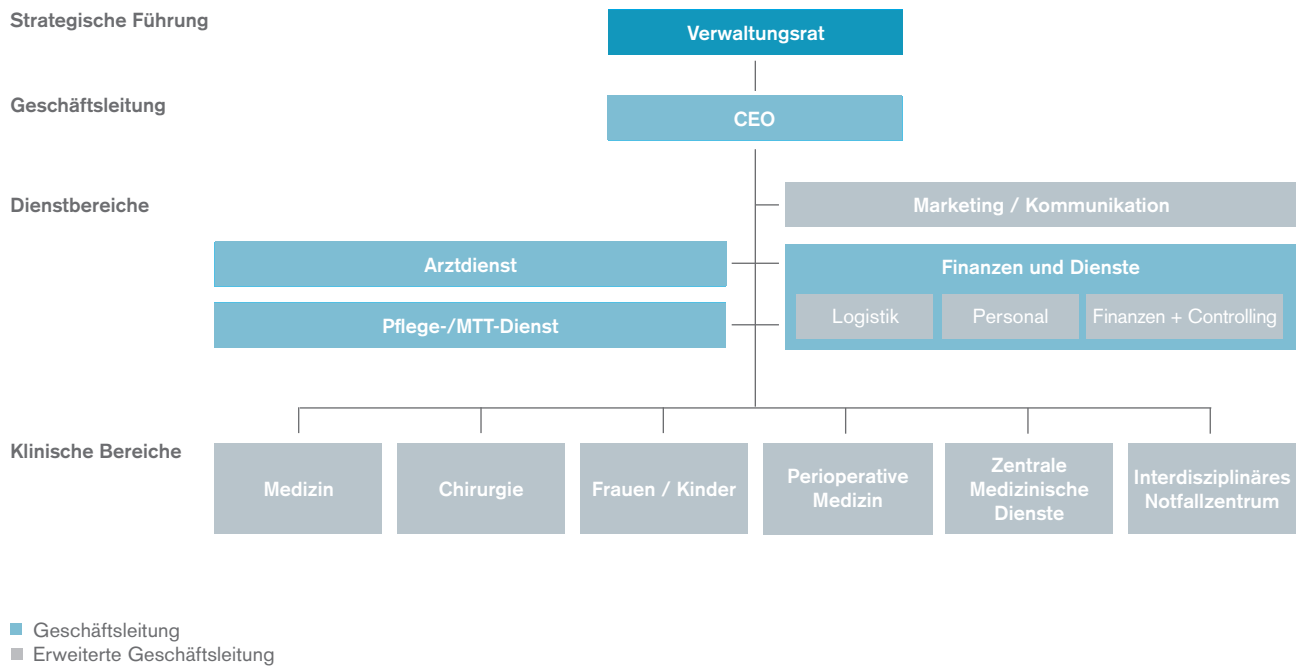 Strategische Führung
Verwaltungsrat
Geschäftsleitung
CEO
Dienstbereiche
Marketing / Kommunikation
Arztdienst
Finanzen und Dienste
Pflege-/MTT-Dienst
Logistik
Personal
Finanzen + Controlling
Klinische Bereiche
Medizin
Chirurgie
Frauen / Kinder
Perioperative
Medizin
Zentrale
Medizinische
Dienste
Interdisziplinäres
Notfallzentrum
Geschäftsleitung
Erweiterte Geschäftsleitung